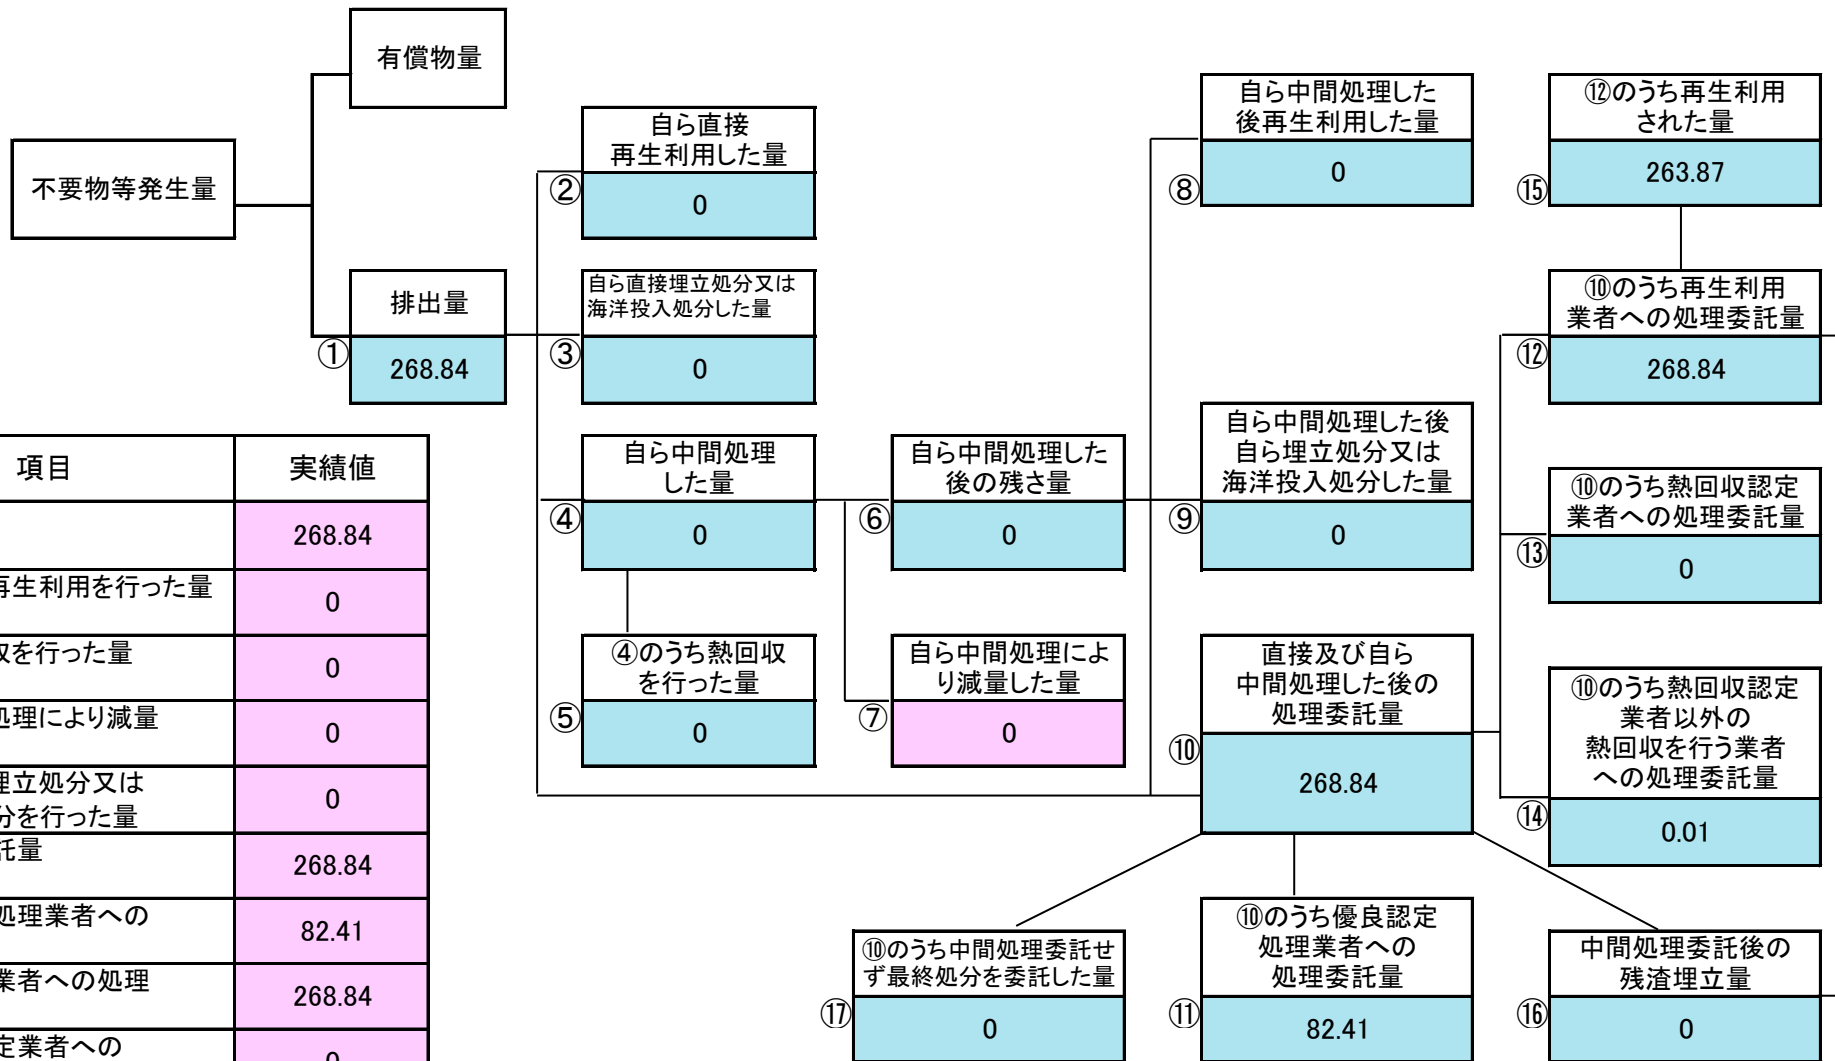 有償物量
不要物等発生量
排出量
①
268.84
自ら直接
再生利用した量
②
0
自ら直接埋立処分又は
海洋投入処分した量
③
0
自ら中間処理
した量
④
0
④のうち熱回収
を行った量
⑤
0
自ら中間処理した
後の残さ量
⑥
0
自ら中間処理によ
り減量した量
⑦
0
自ら中間処理した
後再生利用した量
⑧
0
自ら中間処理した後
自ら埋立処分又は
海洋投入処分した量
⑨
0
直接及び自ら
中間処理した後の
処理委託量
⑩
268.84
⑫のうち再生利用
された量
⑮
263.87
⑩のうち再生利用
業者への処理委託量
⑫
268.84
⑩のうち熱回収認定
業者への処理委託量
⑬
0
⑩のうち熱回収認定
業者以外の
熱回収を行う業者
への処理委託量
⑭
0.01
⑩のうち中間処理委託せ
ず最終処分を委託した量
⑰
0
⑩のうち優良認定
処理業者への
処理委託量
⑪
82.41
中間処理委託後の
残渣埋立量
⑯
0
項目 実績値
268.84
再生利用を行った量 0
を行った量 0
処理により減量 0
埋立処分又は
を行った量 0
託量 268.84
処理業者への 82.41
業者への処理 268.84
定業者への 0